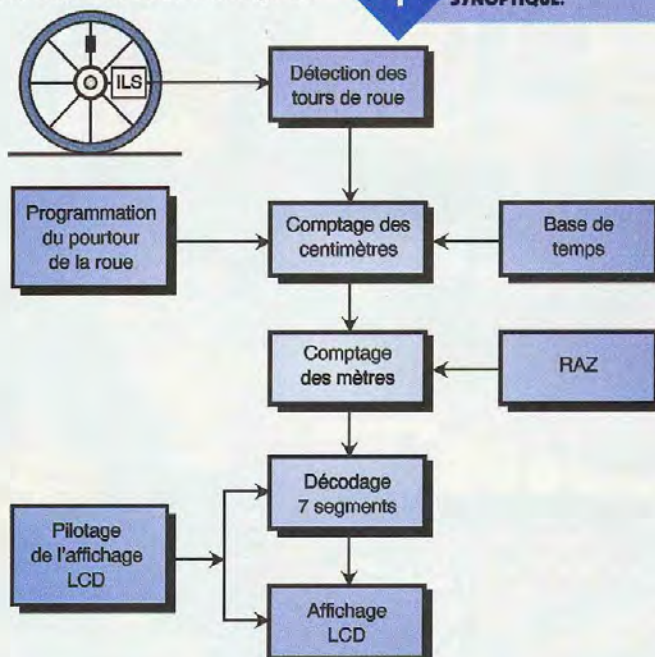 SYNOPTIQUE.
ILS
Détection des
tours de roue
Programmation
du pourtour
de la roue
Comptage des
centimètres
Base de
temps
Comptage
des mètres
RAZ
Décodage
7 segments
Pilotage
de l'affichage
LCD
Affichage
LCD